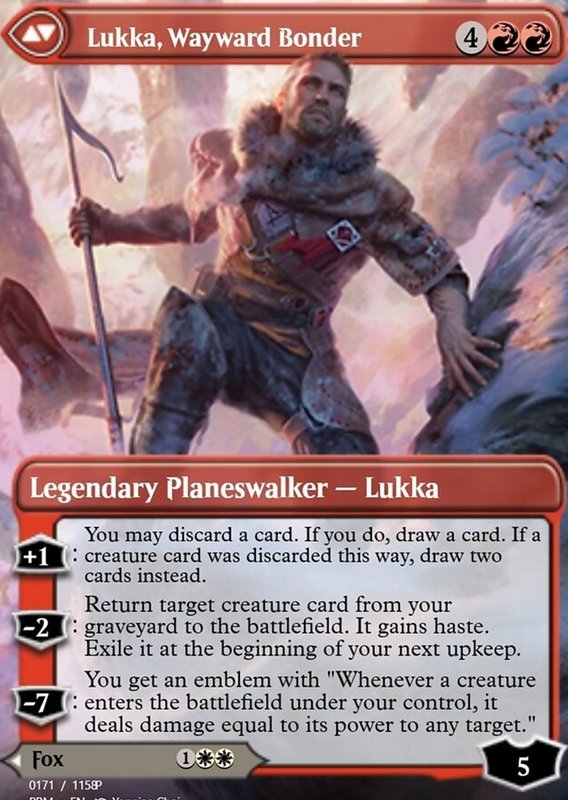 Lukka, Wayward Bonder 4
Legendary Planeswalker — Lukka
+1 : You may discard a card. If you do, draw a card. If a
creature card was discarded this way, draw two
cards instead.
-2 : Return target creature card from your
graveyard to the battlefield. It gains haste.
Exile it at the beginning of your next upkeep.
-7 : You get an emblem with "Whenever a creature
enters the battlefield under your control, it
deals damage equal to its power to any target."
Fox 1
5
0171 / 1158P